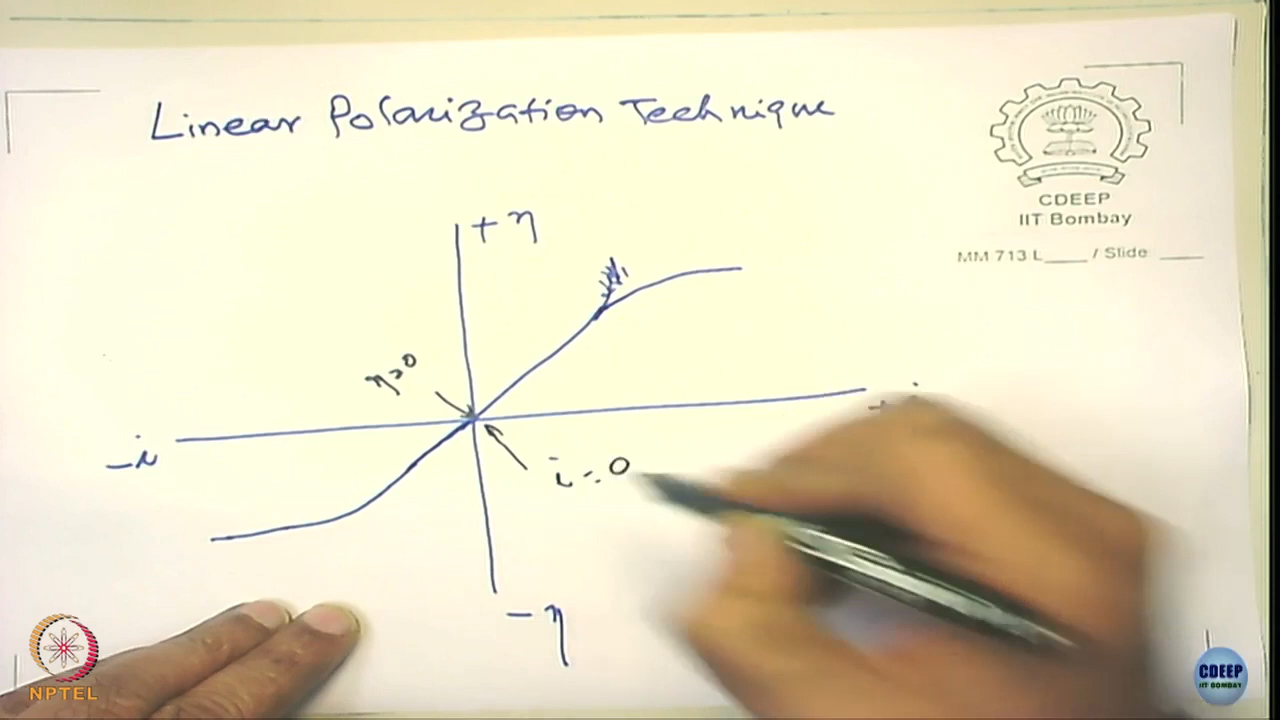 Linear Polarization Technique
CDEEP
IIT Bombay
MM 713 L____ / Slide ____
+ η
η=0
- i
i=0
- η
NPTEL
CDEEP
IIT BOMBAY